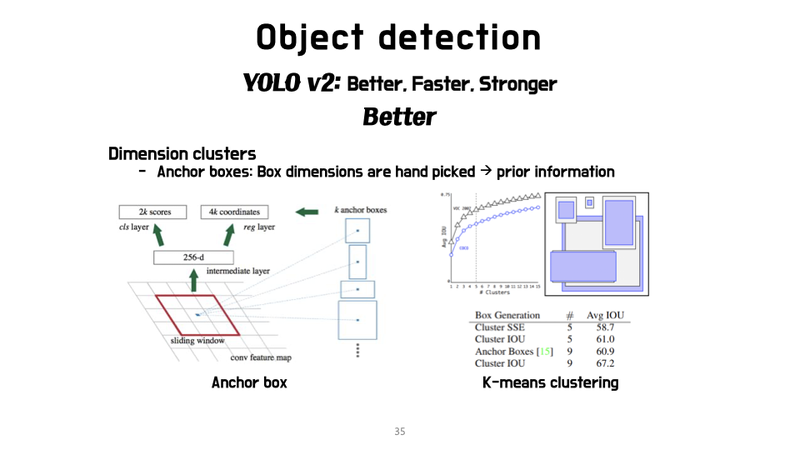 Object detection
YOLO v2: Better, Faster, Stronger
Better
Dimension clusters
- Anchor boxes: Box dimensions are hand picked → prior information
2k scores
4k coordinates
k anchor boxes
cls layer
reg layer
256-d
intermediate layer
sliding window
conv feature map
Anchor box
0.75
VOC 2007
COCO
Avg IOU
0
1 2 3 4 5 6 7 8 9 10 11 12 13 14 15
# Clusters
Box Generation # Avg IOU
Cluster SSE 5 58.7
Cluster IOU 5 61.0
Anchor Boxes [15] 9 60.9
Cluster IOU 9 67.2
K-means clustering
35